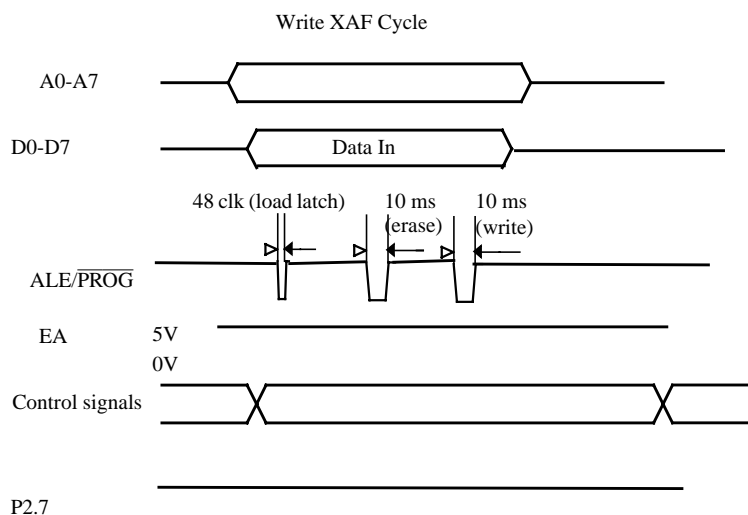 Write XAF Cycle
A0-A7
D0-D7
Data In
48 clk (load latch)
10 ms
(erase)
10 ms
(write)
ALE/P̅R̅O̅G̅
EA
5V
0V
Control signals
P2.7